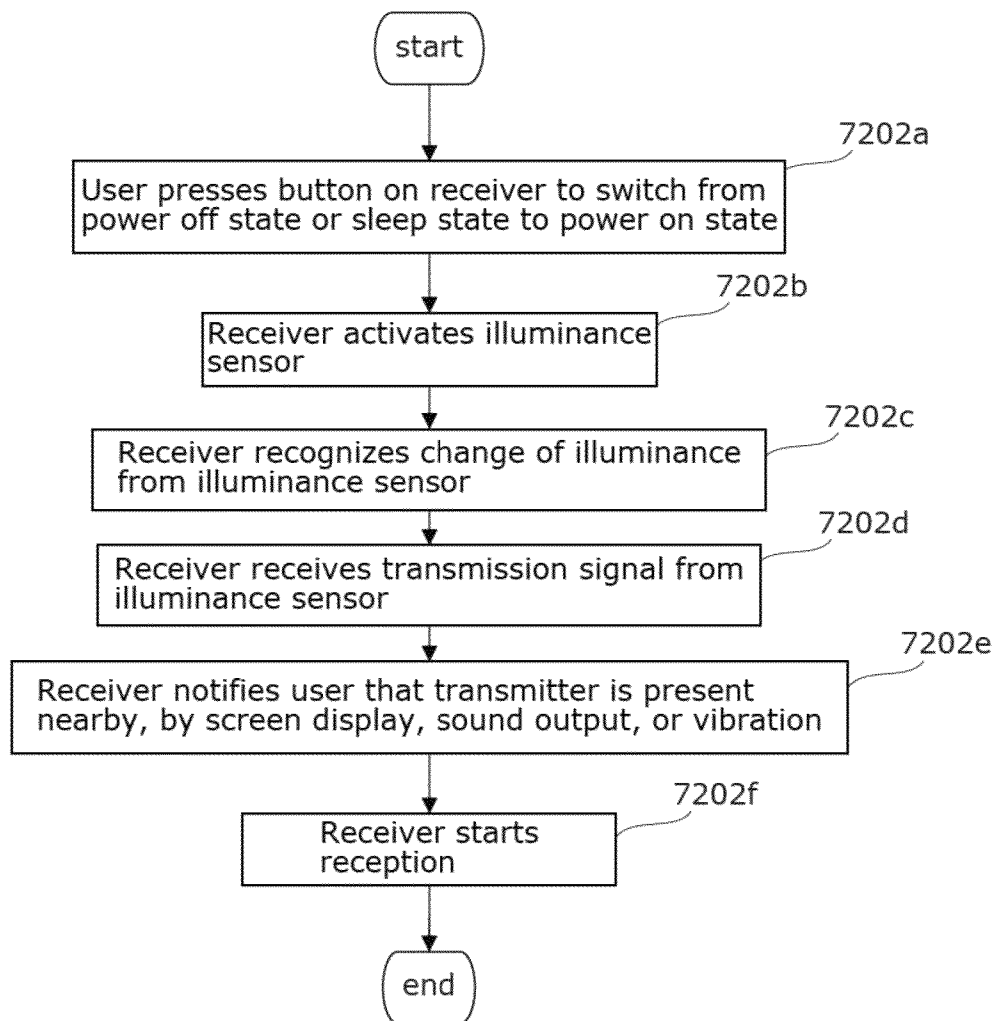 start
7202a
User presses button on receiver to switch from
power off state or sleep state to power on state
7202b
Receiver activates illuminance
sensor
7202c
Receiver recognizes change of illuminance
from illuminance sensor
7202d
Receiver receives transmission signal from
illuminance sensor
7202e
Receiver notifies user that transmitter is present
nearby, by screen display, sound output, or vibration
7202f
Receiver starts
reception
end